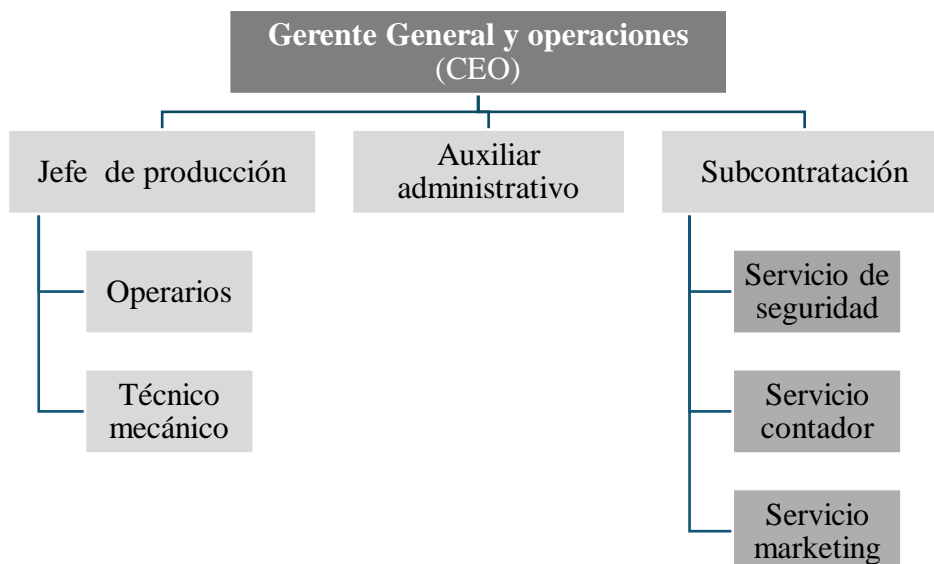 Gerente General y operaciones
(CEO)
Jefe de producción
Auxiliar
administrativo
Subcontratación
Operarios
Servicio de
seguridad
Técnico
mecánico
Servicio
contador
Servicio
marketing